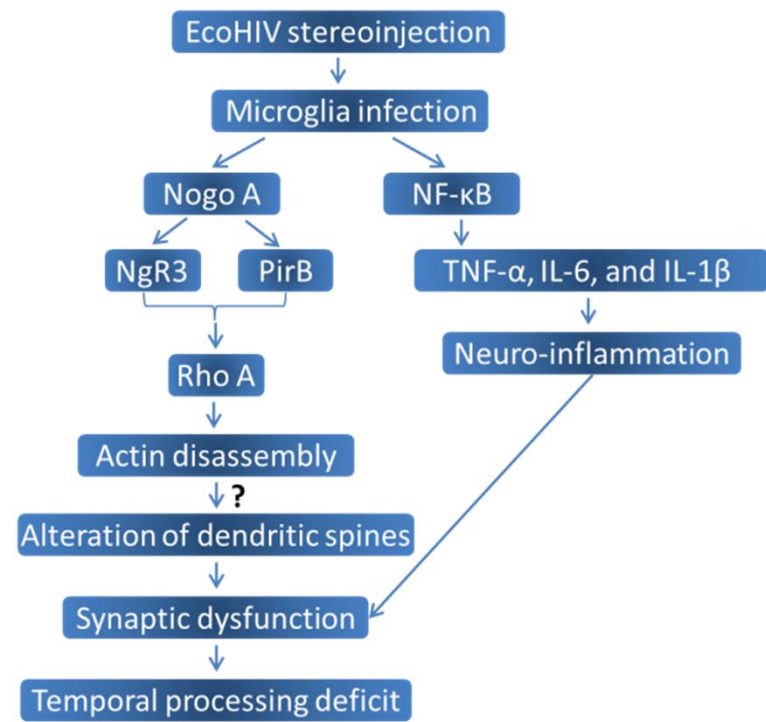 EcoHIV stereoinjection
Microglia infection
Nogo A
NF-κB
NgR3
PirB
TNF-α, IL-6, and IL-1β
Neuro-inflammation
Rho A
Actin disassembly
?
Alteration of dendritic spines
Synaptic dysfunction
Temporal processing deficit